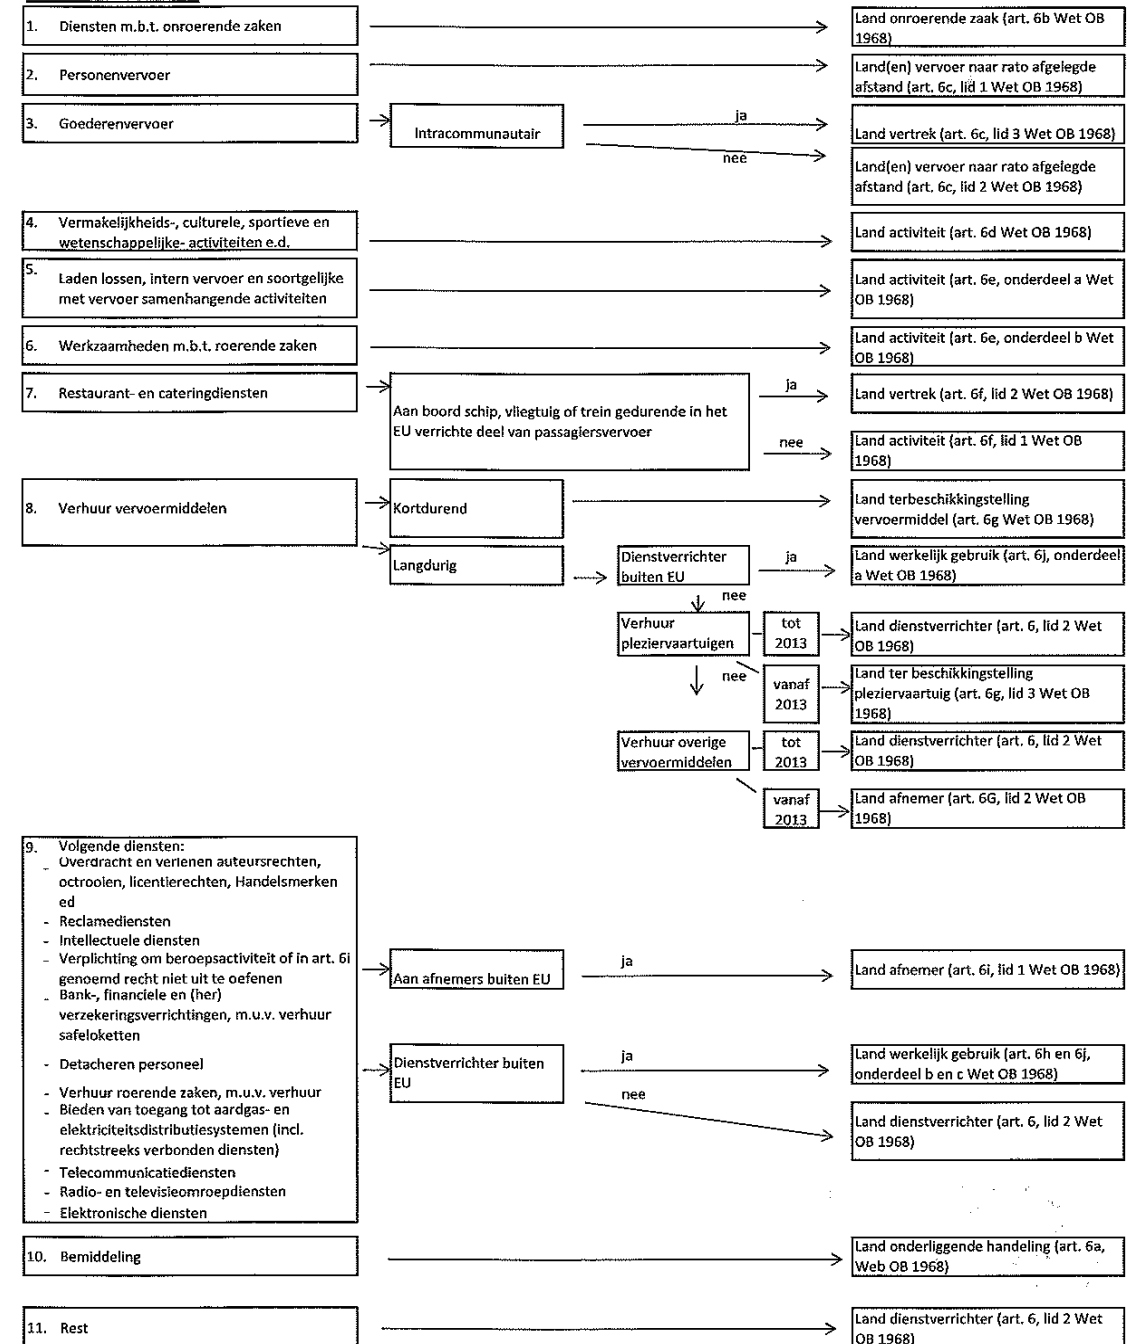 1. Diensten m.b.t. onroerende zaken
Land onroerende zaak (art. 6b Wet OB
1968)
2. Personenvervoer
Land(en) vervoer naar rato afgelegde
afstand (art. 6c, lid 1 Wet OB 1968)
3. Goederenvervoer
Intracommunautair
ja
Land vertrek (art. 6c, lid 3 Wet OB 1968)
nee
Land(en) vervoer naar rato afgelegde
afstand (art. 6c, lid 2 Wet OB 1968)
4. Vermakelijkheids-, culturele, sportieve en
wetenschappelijke- activiteiten e.d.
Land activiteit (art. 6d Wet OB 1968)
5. Laden lossen, intern vervoer en soortgelijke
met vervoer samenhangende activiteiten
Land activiteit (art. 6e, onderdeel a Wet
OB 1968)
6. Werkzaamheden m.b.t. roerende zaken
Land activiteit (art. 6e, onderdeel b Wet
OB 1968)
7. Restaurant- en cateringdiensten
Aan boord schip, vliegtuig of trein gedurende in het
EU verrichte deel van passagiersvervoer
ja
Land vertrek (art. 6f, lid 2 Wet OB 1968)
nee
Land activiteit (art. 6f, lid 1 Wet OB
1968)
8. Verhuur vervoermiddelen
Kortdurend
Land terbeschikkingstelling
vervoermiddel (art. 6g Wet OB 1968)
Langdurig
Dienstverrichter
buiten EU
ja
Land werkelijk gebruik (art. 6j, onderdeel
a Wet OB 1968)
nee
Verhuur
pleziervaartuigen
tot
2013
Land dienstverrichter (art. 6, lid 2 Wet
OB 1968)
nee
vanaf
2013
Land ter beschikkingstelling
pleziervaartuig (art. 6g, lid 3 Wet OB
1968)
Verhuur overige
vervoermiddelen
tot
2013
Land dienstverrichter (art. 6, lid 2 Wet
OB 1968)
vanaf
2013
Land afnemer (art. 6G, lid 2 Wet OB
1968)
9. Volgende diensten:
- Overdracht en verlenen auteursrechten,
octrooien, licentierechten, Handelsmerken
ed
- Reclamediensten
- Intellectuele diensten
- Verplichting om beroepsactiviteit of in art. 6i
genoemd recht niet uit te oefenen
- Bank-, financiele en (her)
verzekeringsverrichtingen, m.u.v. verhuur
safeloketten
- Detacheren personeel
- Verhuur roerende zaken, m.u.v. verhuur
- Bieden van toegang tot aardgas- en
elektriciteitsdistributiesystemen (incl.
rechtstreeks verbonden diensten)
- Telecommunicatiediensten
- Radio- en televisieomroepdiensten
- Elektronische diensten
Aan afnemers buiten EU
ja
Land afnemer (art. 6i, lid 1 Wet OB 1968)
Dienstverrichter buiten
EU
ja
Land werkelijk gebruik (art. 6h en 6j,
onderdeel b en c Wet OB 1968)
nee
Land dienstverrichter (art. 6, lid 2 Wet
OB 1968)
10. Bemiddeling
Land onderliggende handeling (art. 6a,
Web OB 1968)
11. Rest
Land dienstverrichter (art. 6, lid 2 Wet
OB 1968)